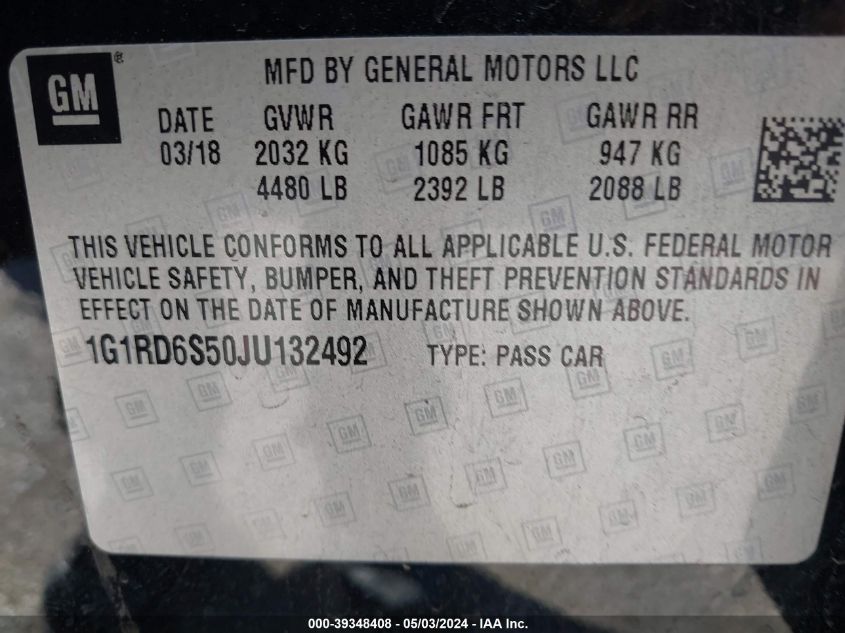 GM
MFD BY GENERAL MOTORS LLC
DATE GVWR GAWR FRT GAWR RR
03/18 2032 KG 1085 KG 947 KG
4480 LB 2392 LB 2088 LB
THIS VEHICLE CONFORMS TO ALL APPLICABLE U.S. FEDERAL MOTOR
VEHICLE SAFETY, BUMPER, AND THEFT PREVENTION STANDARDS IN
EFFECT ON THE DATE OF MANUFACTURE SHOWN ABOVE.
1G1RD6S50JU132492 TYPE: PASS CAR
000-39348408 - 05/03/2024 - IAA Inc.